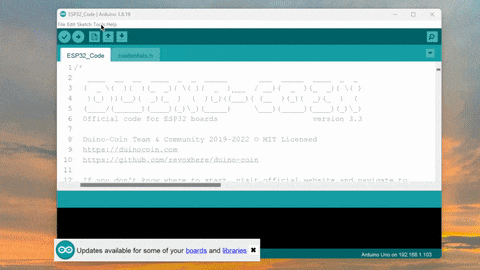 ESP32_Code | Arduino 1.8.19
File Edit Sketch Tools Help
ESP32_Code credentials.h
1 /*
2
3
4
5
6 Official code for ESP32 boards version 3.3
7
8 Duino-Coin Team & Community 2019-2022 © MIT Licensed
9 https://duinocoin.com
10 https://github.com/revoxhere/duino-coin
11
12 If you don't know where to start, visit official website and navigate to
Updates available for some of your boards and libraries
Arduino Uno on 192.168.1.103